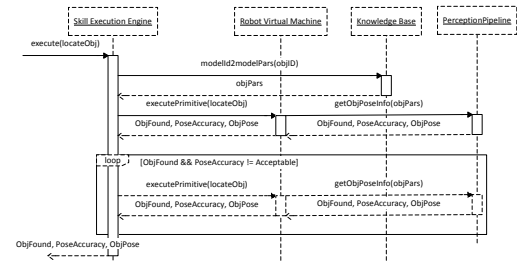 Skill Execution Engine
Robot Virtual Machine
Knowledge Base
PerceptionPipeline
execute(locateObj)
modelId2modelPars(objID)
objPars
executePrimitive(locateObj)
getObjPoseInfo(objPars)
ObjFound, PoseAccuracy, ObjPose
ObjFound, PoseAccuracy, ObjPose
loop
[ObjFound && PoseAccuracy != Acceptable]
executePrimitive(locateObj)
getObjPoseInfo(objPars)
ObjFound, PoseAccuracy, ObjPose
ObjFound, PoseAccuracy, ObjPose
ObjFound, PoseAccuracy, ObjPose